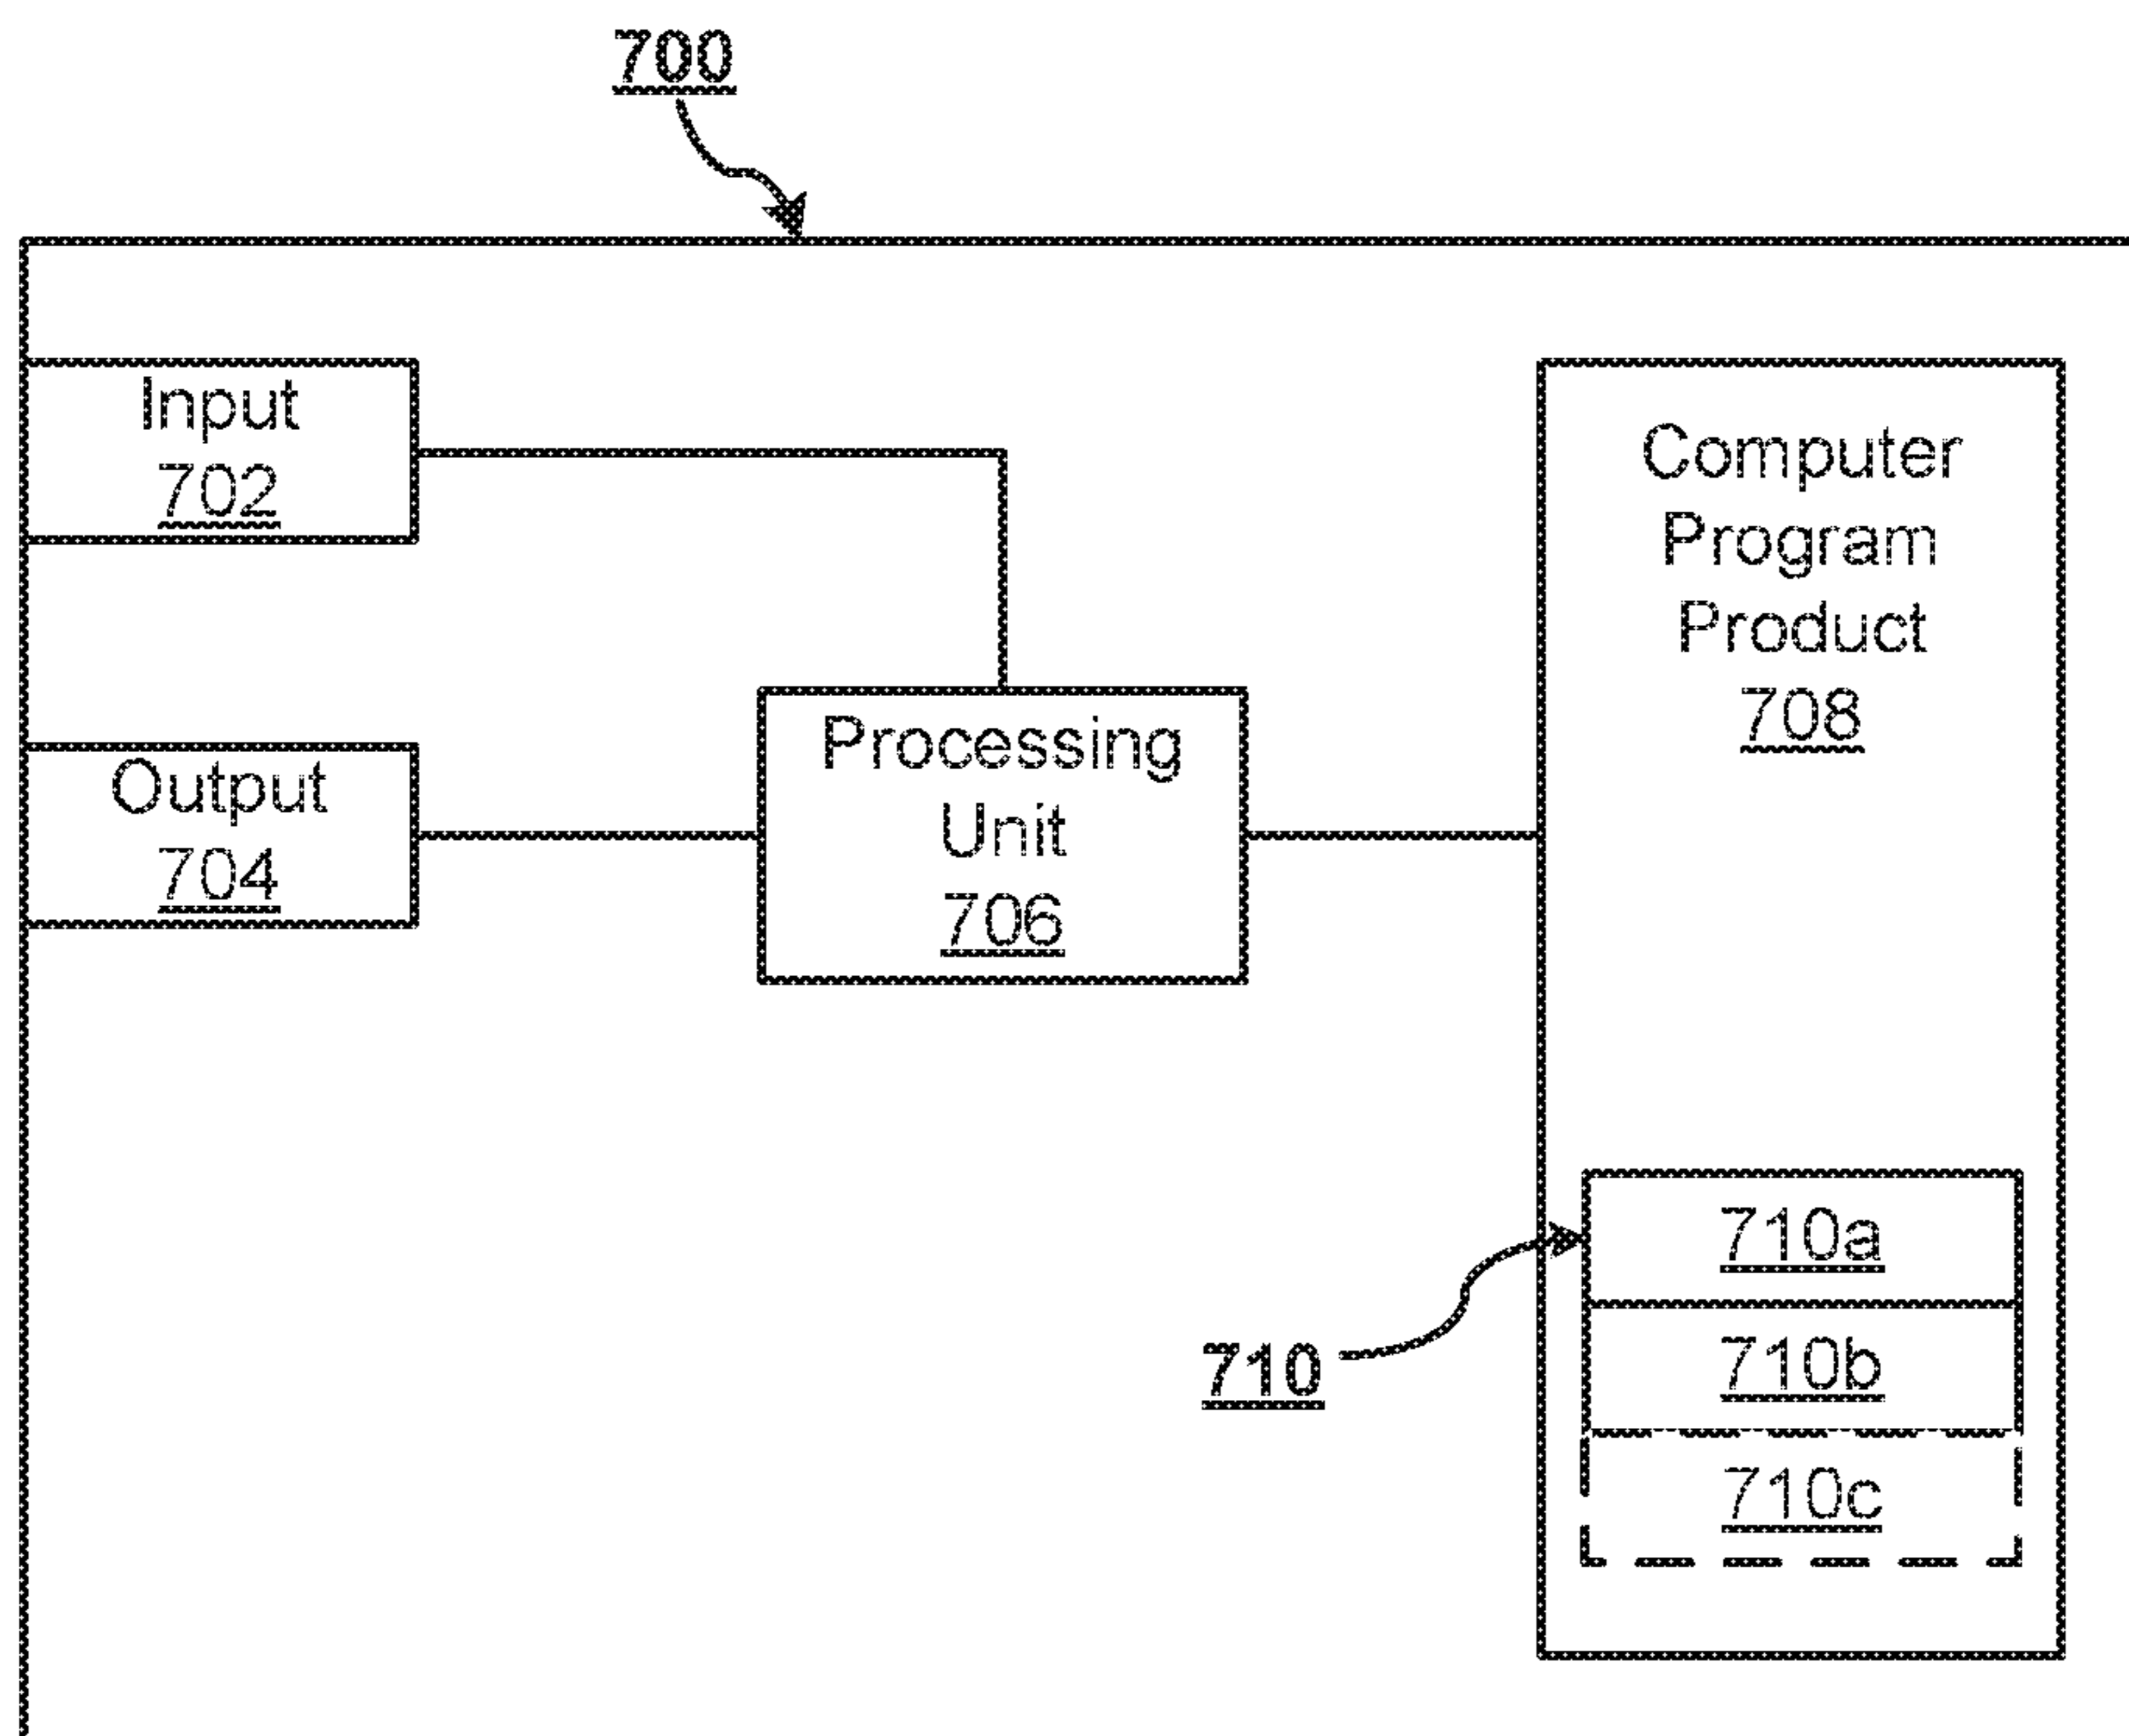 700
Input
702
Output
704
Processing
Unit
706
Computer
Program
Product
708
710
710a
710b
710c